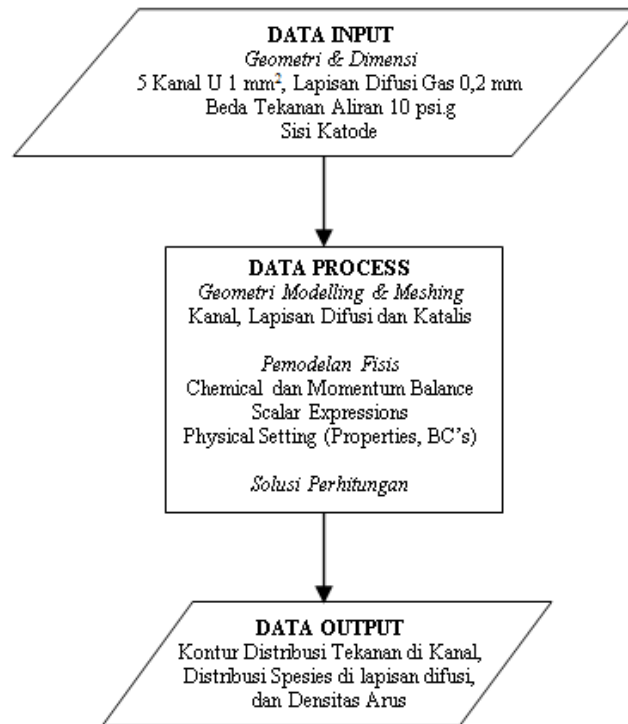 DATA INPUT
Geometri & Dimensi
5 Kanal U 1 mm², Lapisan Difusi Gas 0,2 mm
Beda Tekanan Aliran 10 psi.g
Sisi Katode
DATA PROCESS
Geometri Modelling & Meshing
Kanal, Lapisan Difusi dan Katalis
Pemodelan Fisis
Chemical dan Momentum Balance
Scalar Expressions
Physical Setting (Properties, BC's)
Solusi Perhitungan
DATA OUTPUT
Kontur Distribusi Tekanan di Kanal,
Distribusi Spesies di lapisan difusi,
dan Densitas Arus